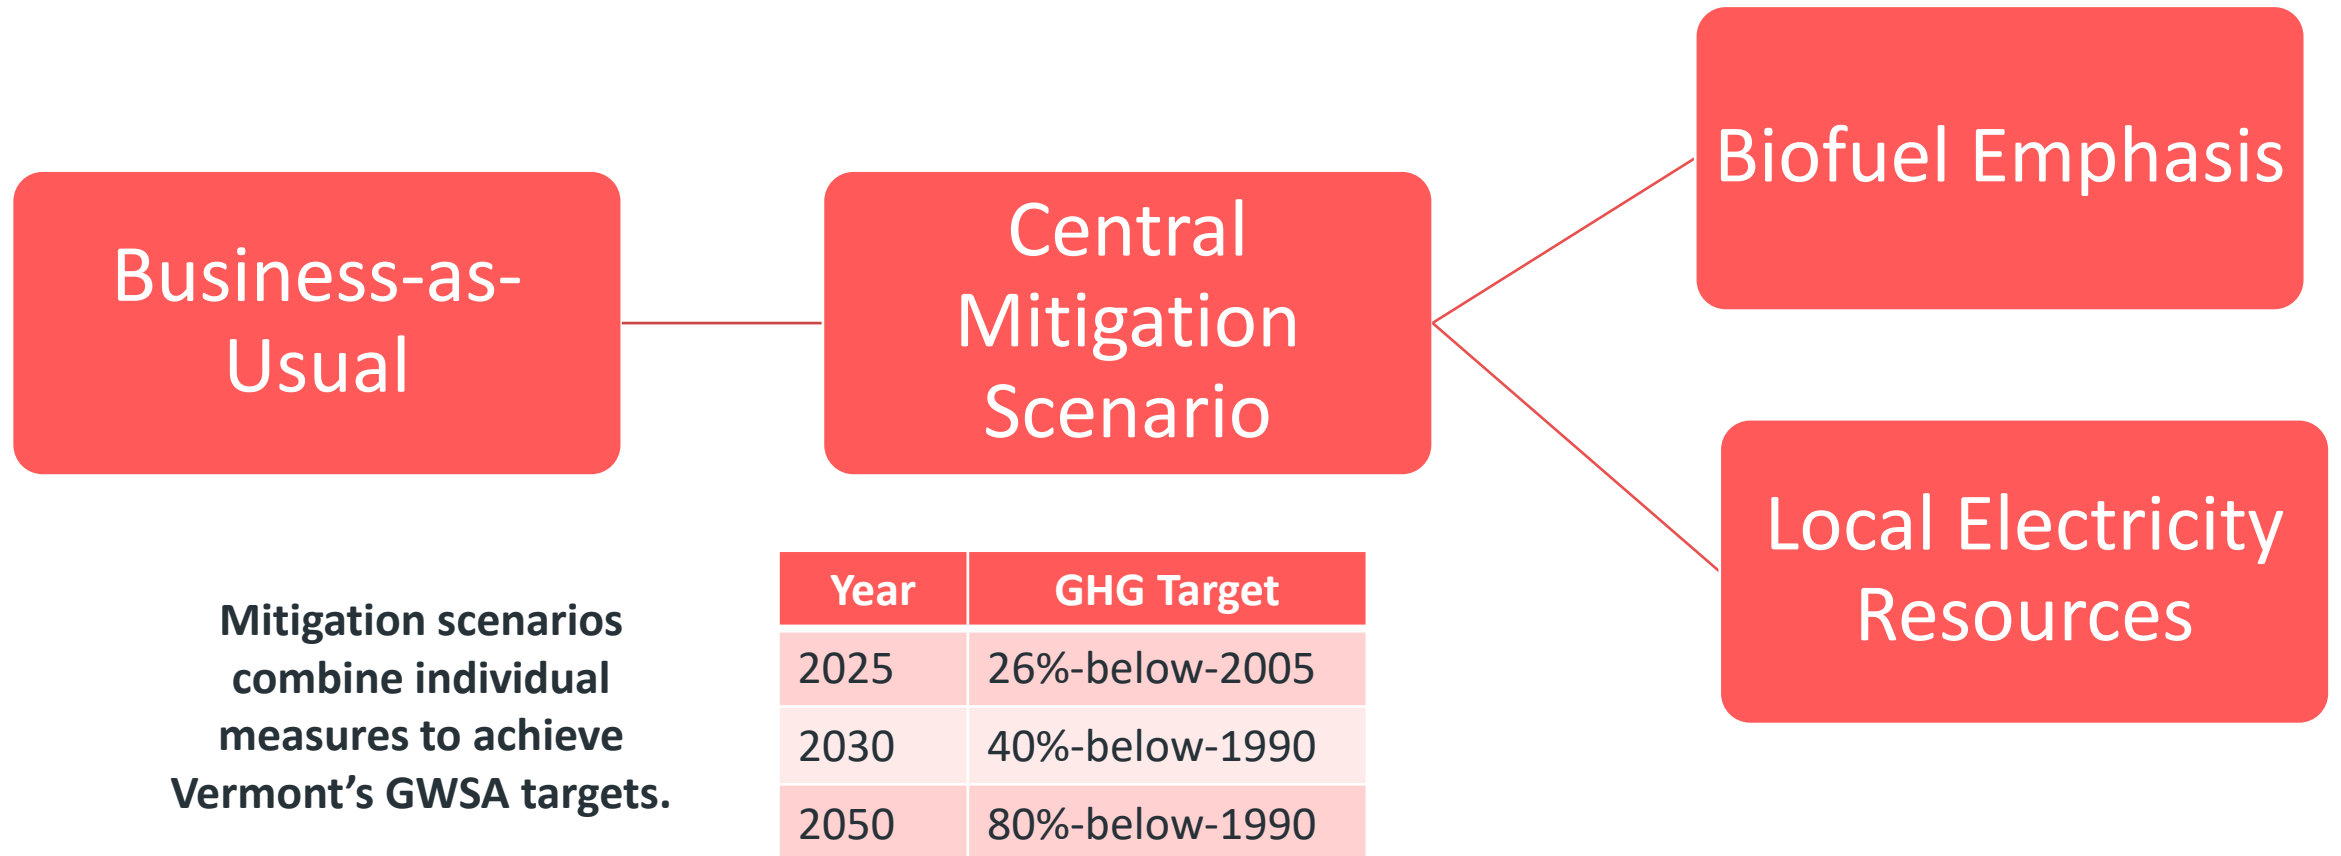 Business-as-
Usual
Central
Mitigation
Scenario
Biofuel Emphasis
Local Electricity
Resources
Mitigation scenarios
combine individual
measures to achieve
Vermont’s GWSA targets.
Year GHG Target
2025 26%-below-2005
2030 40%-below-1990
2050 80%-below-1990